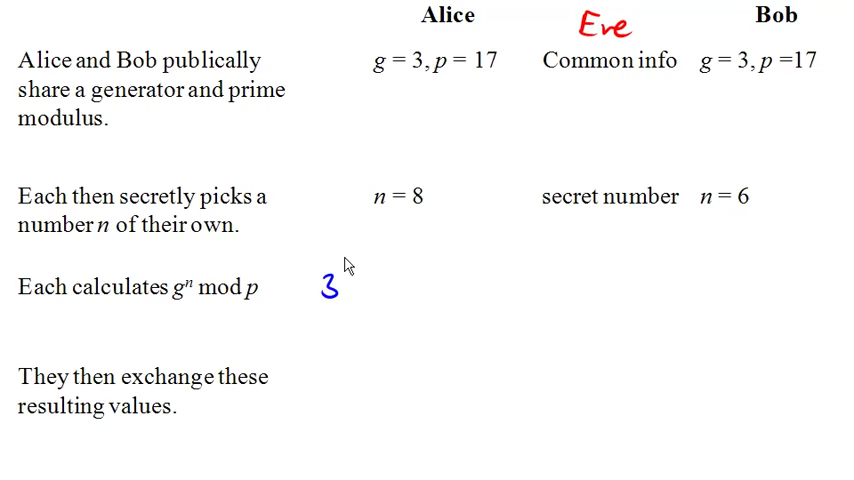 Alice Eve Bob
Alice and Bob publically g = 3, p = 17 Common info g = 3, p =17
share a generator and prime
modulus.
Each then secretly picks a n = 8 secret number n = 6
number n of their own.
Each calculates gⁿ mod p 3
They then exchange these
resulting values.